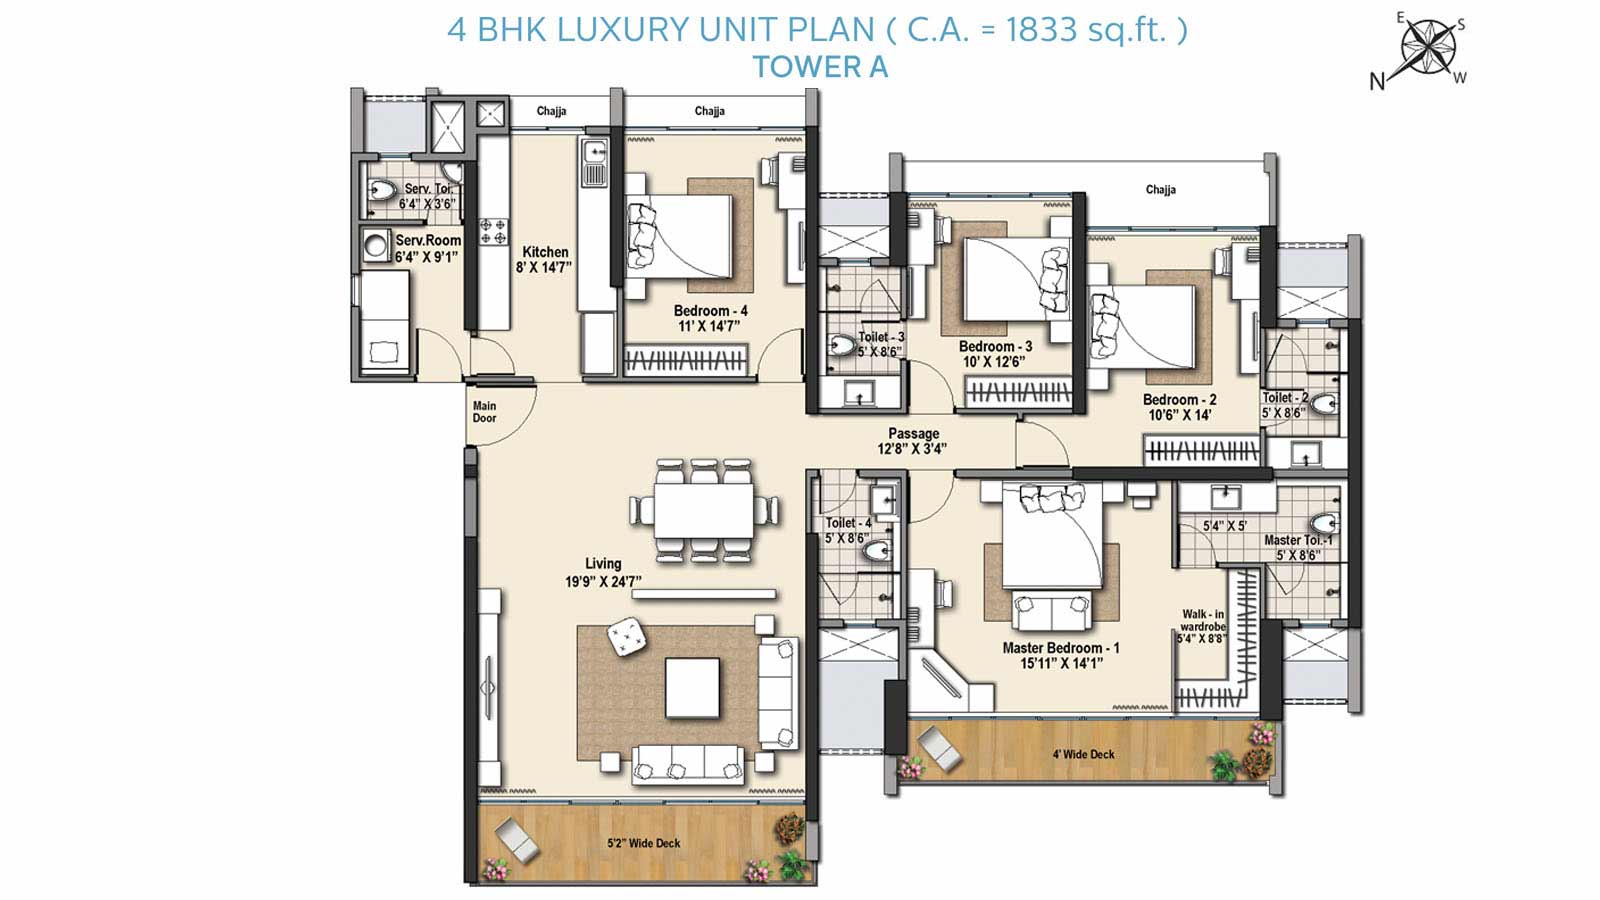 4 BHK LUXURY UNIT PLAN ( C.A. = 1833 sq.ft. )
TOWER A
E
S
N
W
Chajja
Chajja
Chajja
Serv. Toi.
6'4” X 3'6”
Serv.Room
6'4” X 9'1”
Kitchen
8' X 14'7”
Bedroom - 4
11' X 14'7”
Toilet - 3
5' X 8'6”
Bedroom - 3
10' X 12'6”
Bedroom - 2
10'6” X 14'
Toilet - 2
5' X 8'6”
Main
Door
Passage
12'8” X 3'4”
Toilet - 4
5' X 8'6”
5'4” X 5'
Master Toi.-1
5' X 8'6”
Living
19'9” X 24'7”
Walk - in
wardrobe
5'4” X 8'8”
Master Bedroom - 1
15'11” X 14'1”
4' Wide Deck
5'2” Wide Deck